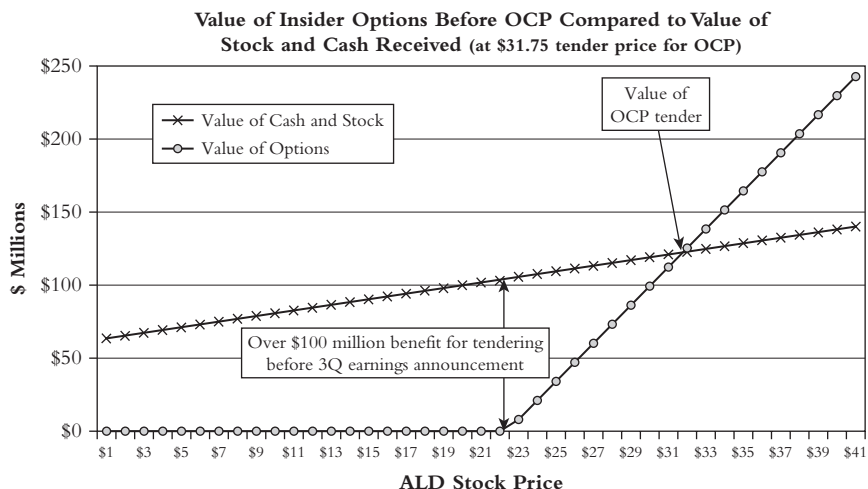 Value of Insider Options Before OCP Compared to Value of
Stock and Cash Received (at $31.75 tender price for OCP)
$250
$200
$150
$100
$50
$0
$ Millions
Value of Cash and Stock
Value of Options
Value of
OCP tender
Over $100 million benefit for tendering
before 3Q earnings announcement
$1 $3 $5 $7 $9 $11 $13 $15 $17 $19 $21 $23 $25 $27 $29 $31 $33 $35 $37 $39 $41
ALD Stock Price